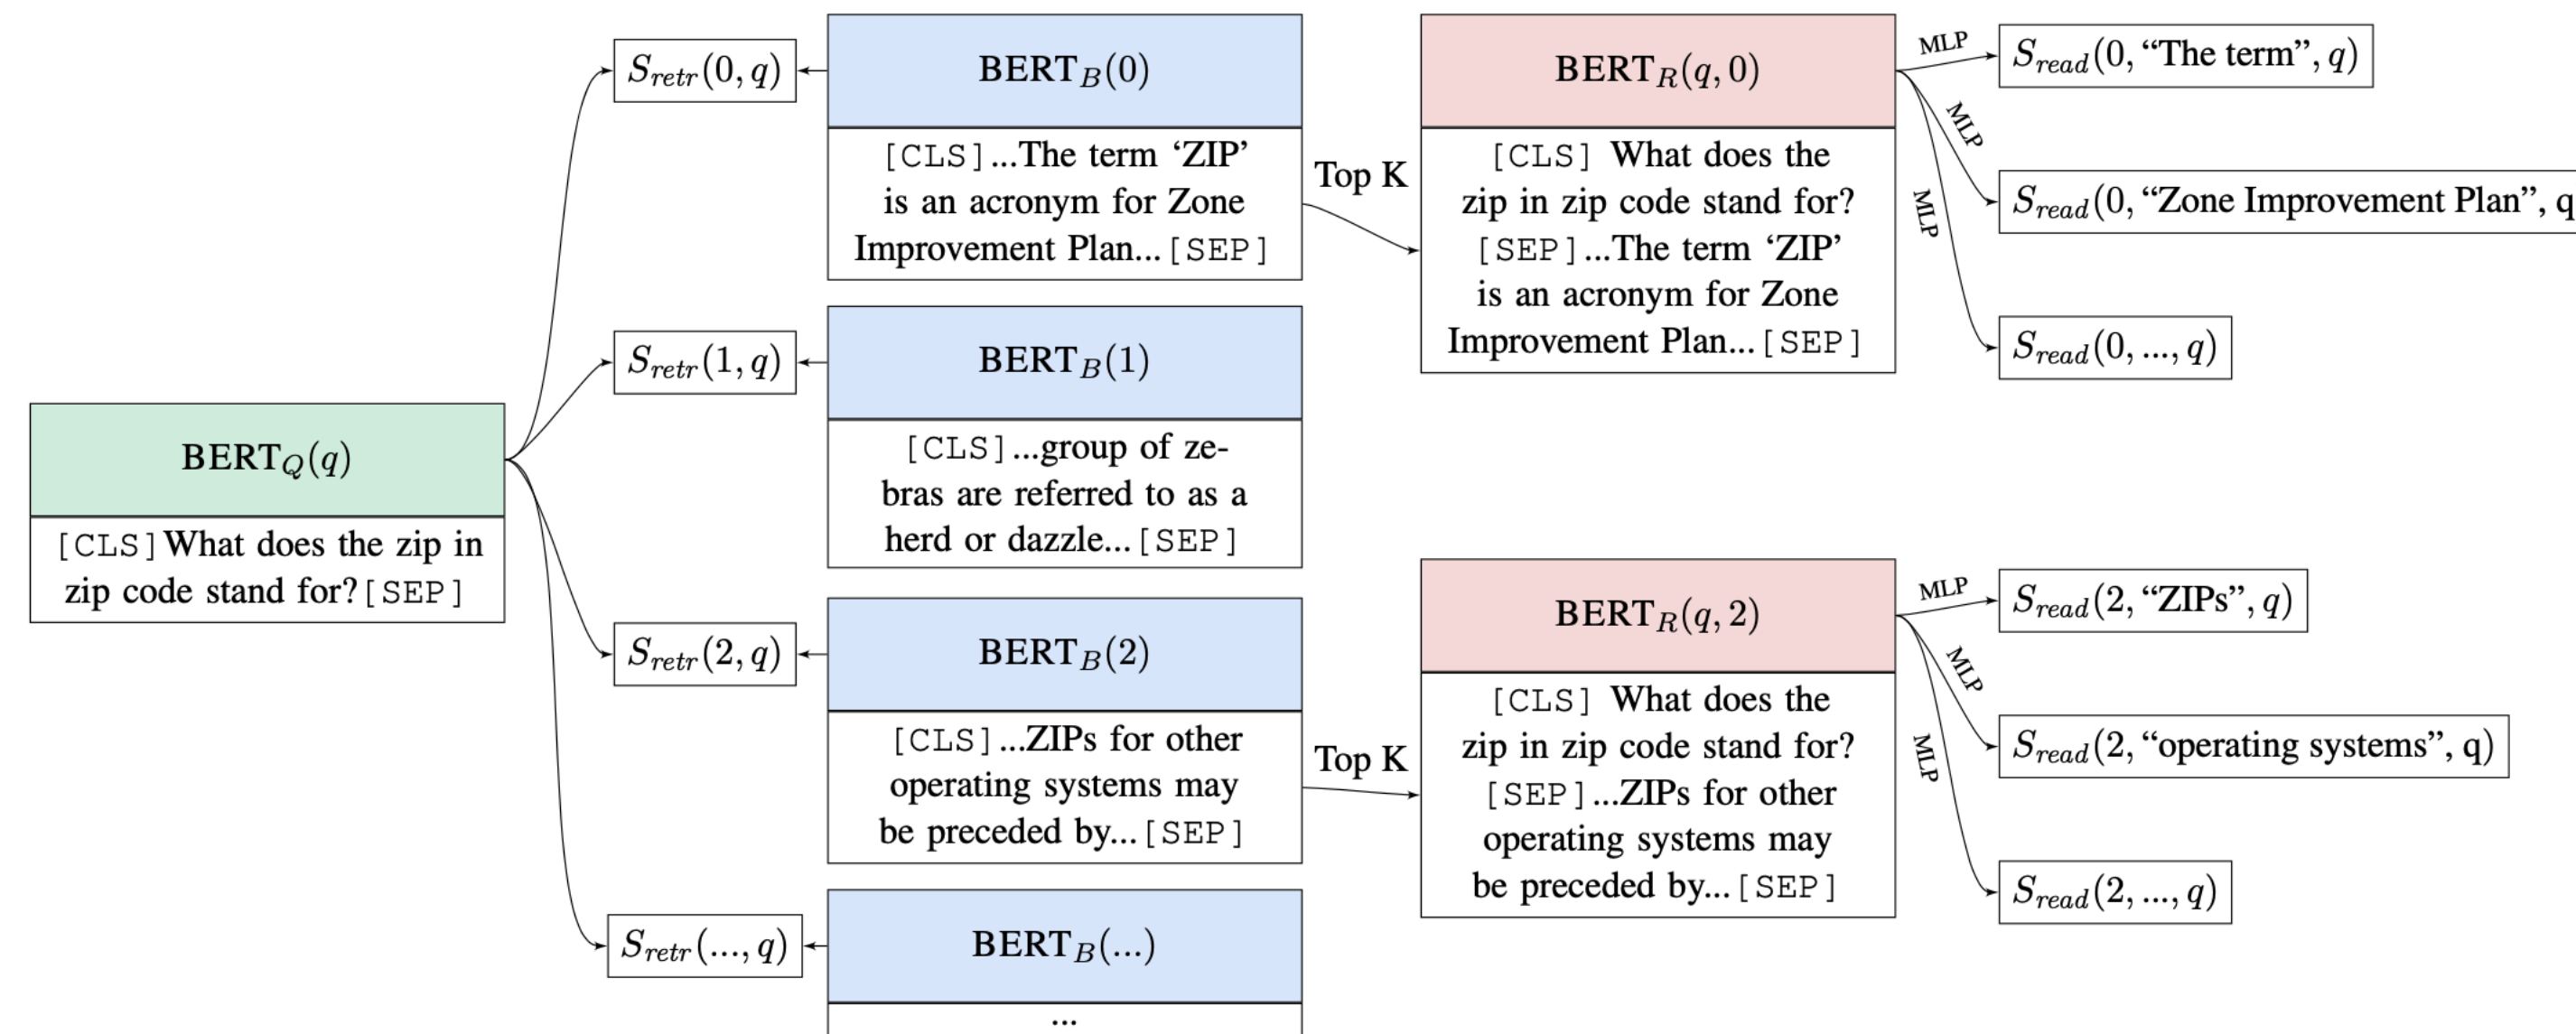 BERT_Q(q)
[CLS]What does the zip in
zip code stand for?[SEP]
S_retr(0, q)
S_retr(1, q)
S_retr(2, q)
S_retr(..., q)
BERT_B(0)
[CLS]...The term ‘ZIP’
is an acronym for Zone
Improvement Plan...[SEP]
BERT_B(1)
[CLS]...group of ze-
bras are referred to as a
herd or dazzle...[SEP]
BERT_B(2)
[CLS]...ZIPs for other
operating systems may
be preceded by...[SEP]
BERT_B(...)
...
Top K
Top K
BERT_R(q, 0)
[CLS] What does the
zip in zip code stand for?
[SEP]...The term ‘ZIP’
is an acronym for Zone
Improvement Plan...[SEP]
MLP
MLP
MLP
S_read(0, “The term”, q)
S_read(0, “Zone Improvement Plan”, q
S_read(0, ..., q)
BERT_R(q, 2)
[CLS] What does the
zip in zip code stand for?
[SEP]...ZIPs for other
operating systems may
be preceded by...[SEP]
MLP
MLP
MLP
S_read(2, “ZIPs”, q)
S_read(2, “operating systems”, q)
S_read(2, ..., q)